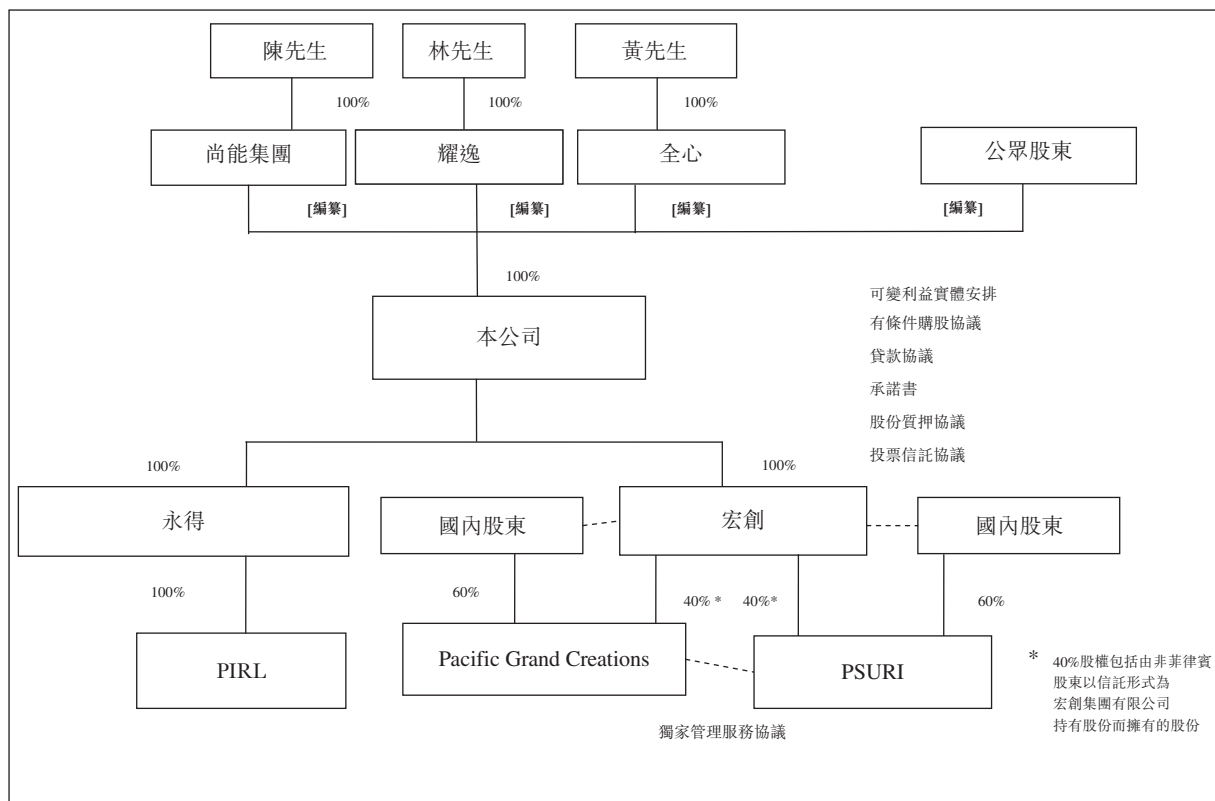 陳先生
林先生
黃先生
100%
100%
100%
尚能集團
耀逸
全心
公眾股東
[編纂]
[編纂]
[編纂]
[編纂]
100%
本公司
可變利益實體安排
有條件購股協議
貸款協議
承諾書
股份質押協議
投票信託協議
100%
100%
永得
國內股東
宏創
國內股東
100%
60%
40% *
40%*
60%
PIRL
Pacific Grand Creations
PSURI
* 40%股權包括由非菲律賓
股東以信託形式為
宏創集團有限公司
持有股份而擁有的股份
獨家管理服務協議